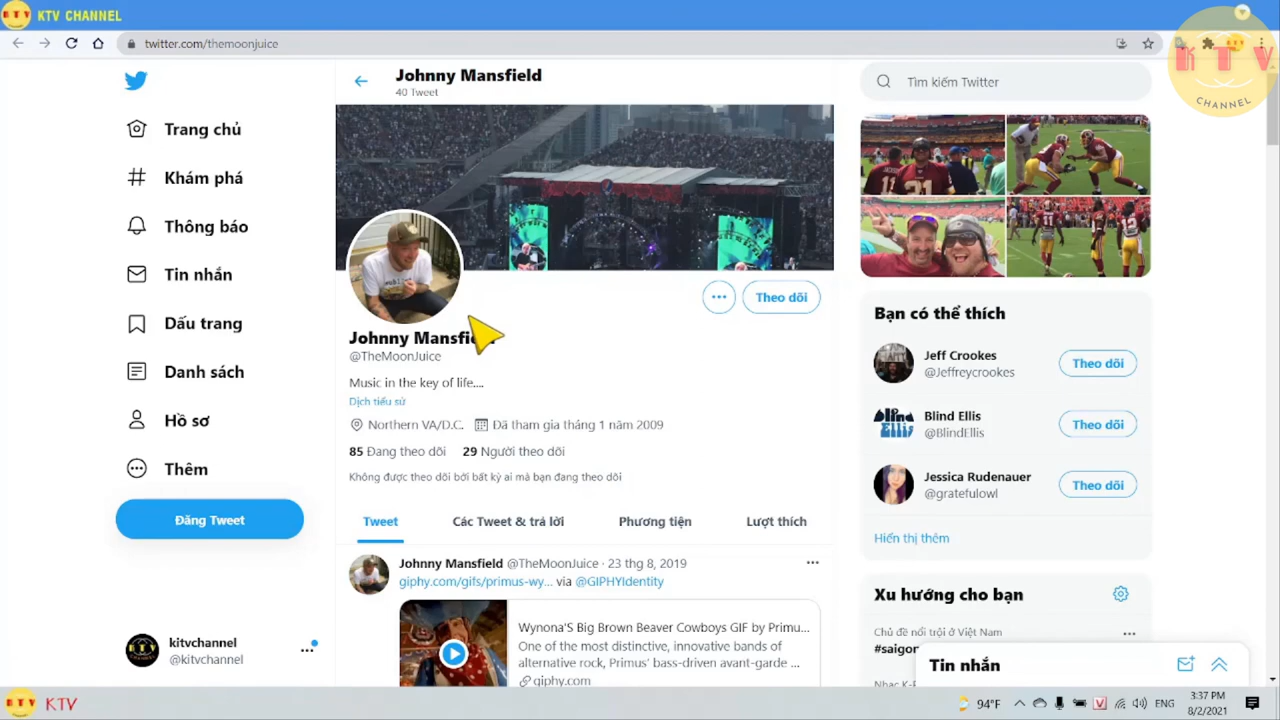 KTV CHANNEL
twitter.com/themoonjuice
KTV
CHANNEL
Trang chủ
Khám phá
Thông báo
Tin nhắn
Dấu trang
Danh sách
Hồ sơ
Thêm
Đăng Tweet
kitvchannel
@kitvchannel
Johnny Mansfield
40 Tweet
Theo dõi
@TheMoonJuice
Music in the key of life....
Dịch tiểu sử
Northern VA/D.C. Đã tham gia tháng 1 năm 2009
85 Đang theo dõi 29 Người theo dõi
Không được theo dõi bởi bất kỳ ai mà bạn đang theo dõi
Tweet Các Tweet & trả lời Phương tiện Lượt thích
Johnny Mansfield @TheMoonJuice · 23 thg 8, 2019
giphy.com/gifs/primus-wy... via @GIPHYIdentity
Wynona'S Big Brown Beaver Cowboys GIF by Primu...
One of the most distinctive, innovative bands of
alternative rock, Primus' bass-driven avant-garde ...
giphy.com
Tìm kiếm Twitter
Bạn có thể thích
Jeff Crookes
@Jeffreycrookes
Theo dõi
Blind Ellis
@BlindEllis
Theo dõi
Jessica Rudenauer
@gratefulowl
Theo dõi
Hiển thị thêm
Xu hướng cho bạn
Chủ đề nổi trội ở Việt Nam
Tin nhắn
KTV
94°F
ENG
3:37 PM
8/2/2021